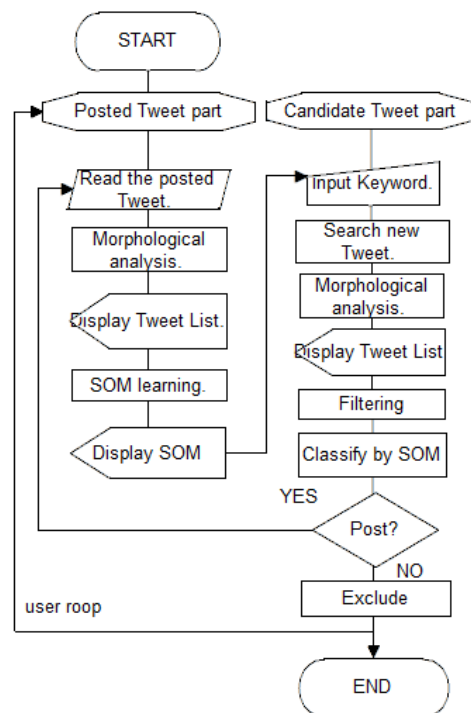 START
Posted Tweet part
Read the posted
Tweet.
Morphological
analysis.
Display Tweet List.
SOM learning.
Display SOM
Candidate Tweet part
Input Keyword.
Search new
Tweet.
Morphological
analysis.
Display Tweet List
Filtering
Classify by SOM
YES
Post?
NO
Exclude
user roop
END